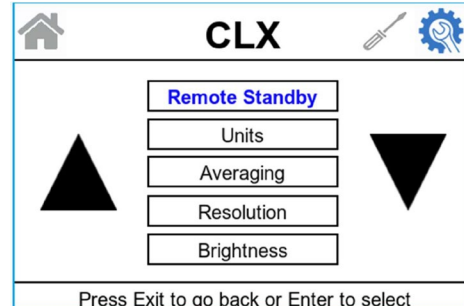 CLX
Remote Standby
Units
Averaging
Resolution
Brightness
Press Exit to go back or Enter to select